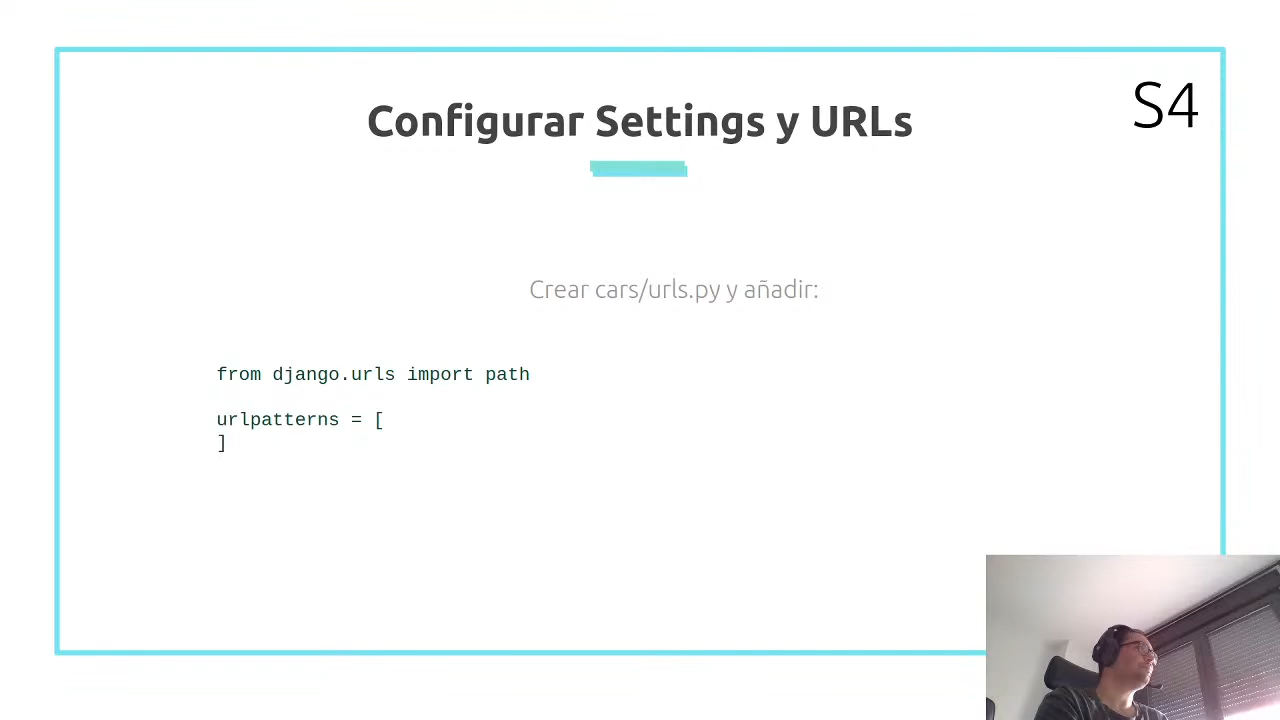 Configurar Settings y URLs
S4
Crear cars/urls.py y añadir:
from django.urls import path
urlpatterns = [
]